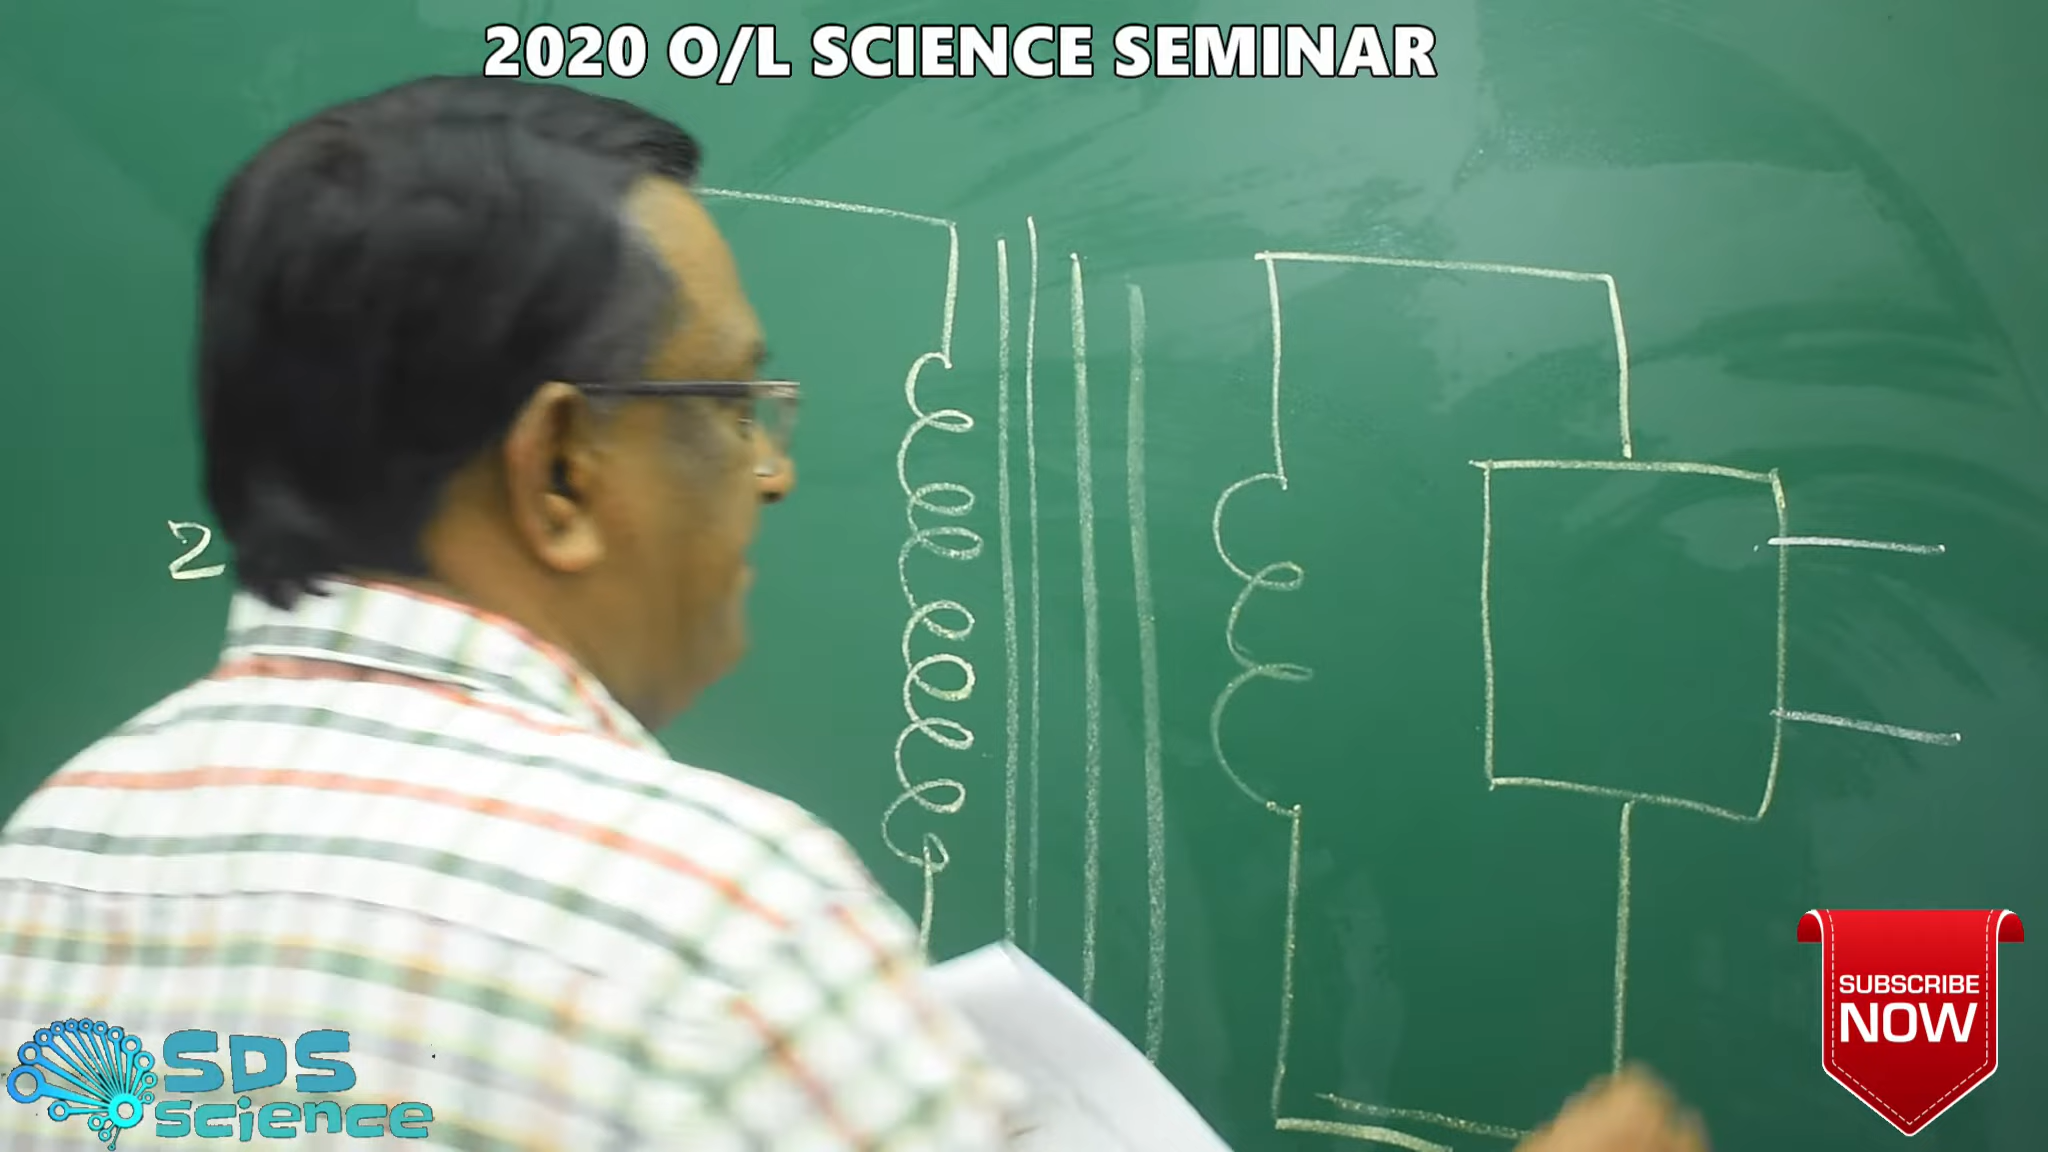 2020 O/L SCIENCE SEMINAR
2
SUBSCRIBE
NOW
SDS
science